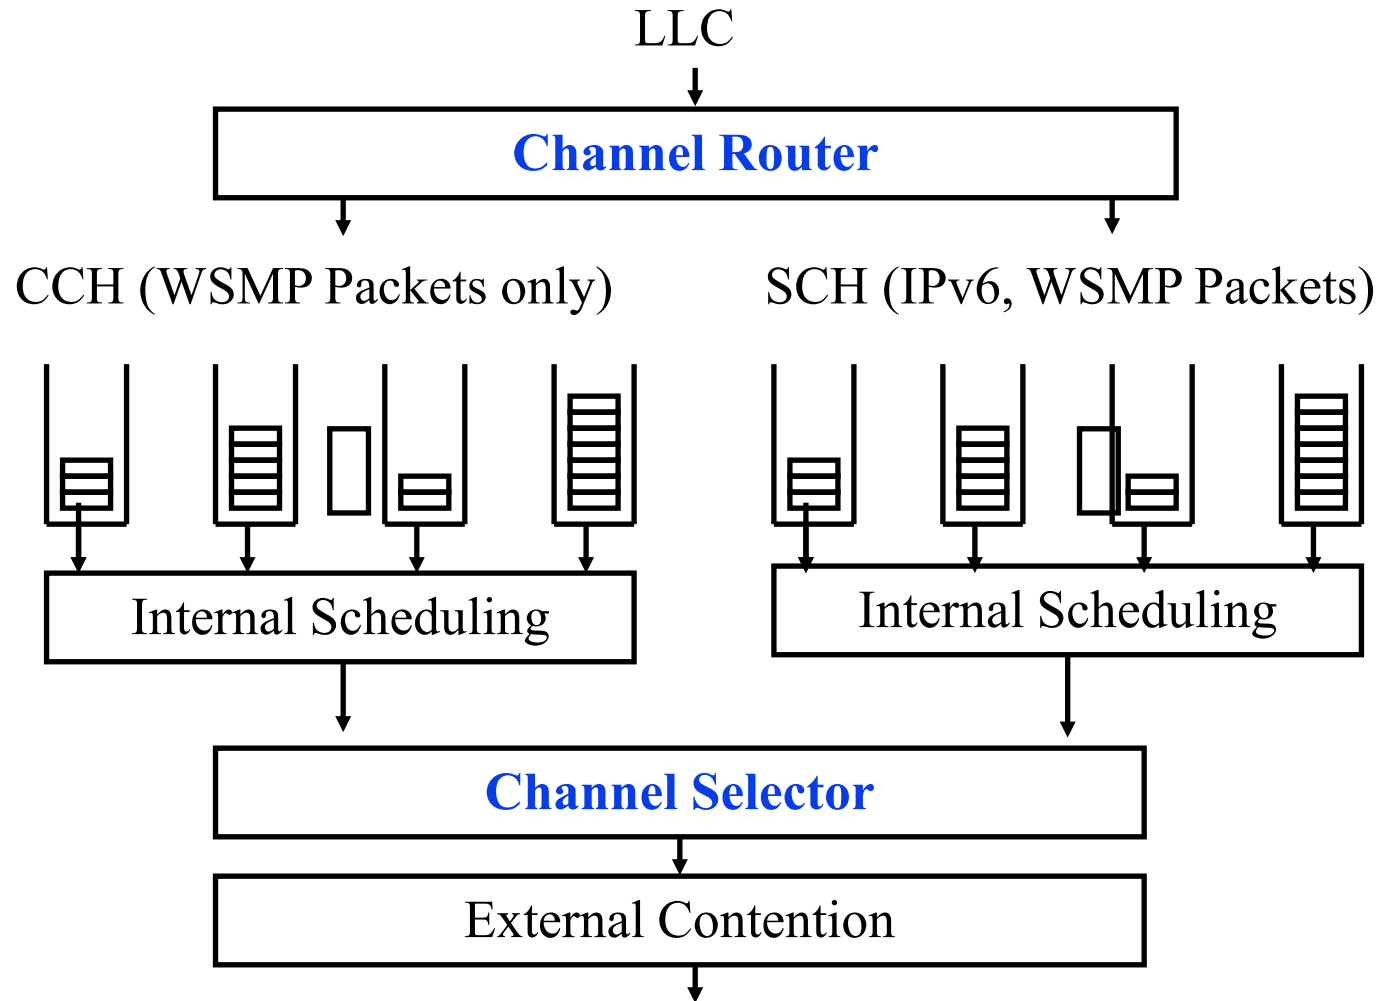 LLC
Channel Router
CCH (WSMP Packets only)
SCH (IPv6, WSMP Packets)
Internal Scheduling
Internal Scheduling
Channel Selector
External Contention